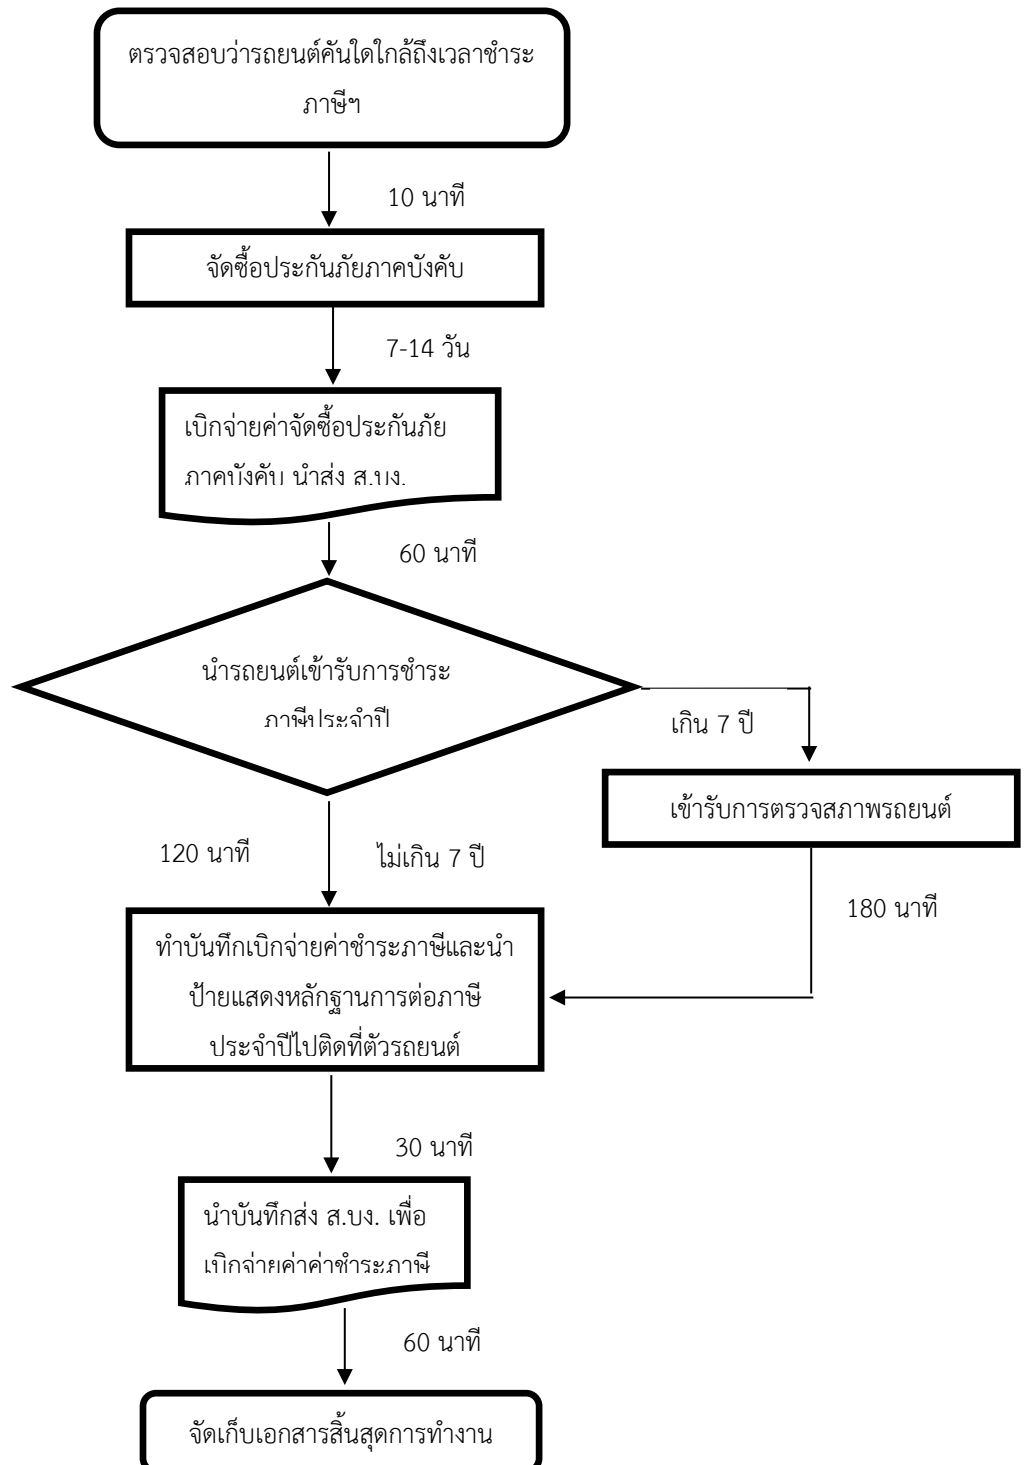 ตรวจสอบว่ารถยนต์คันใดใกล้ถึงเวลาชำระ
ภาษีฯ
10 นาที
จัดซื้อประกันภัยภาคบังคับ
7-14 วัน
เบิกจ่ายค่าจัดซื้อประกันภัย
ภาคบังคับ นำส่ง ส.บง.
60 นาที
นำรถยนต์เข้ารับการชำระ
ภาษีประจำปี
เกิน 7 ปี
เข้ารับการตรวจสภาพรถยนต์
120 นาที
ไม่เกิน 7 ปี
180 นาที
ทำบันทึกเบิกจ่ายค่าชำระภาษีและนำ
ป้ายแสดงหลักฐานการต่อภาษี
ประจำปีไปติดที่ตัวรถยนต์
30 นาที
นำบันทึกส่ง ส.บง. เพื่อ
เบิกจ่ายค่าค่าชำระภาษี
60 นาที
จัดเก็บเอกสารสิ้นสุดการทำงาน